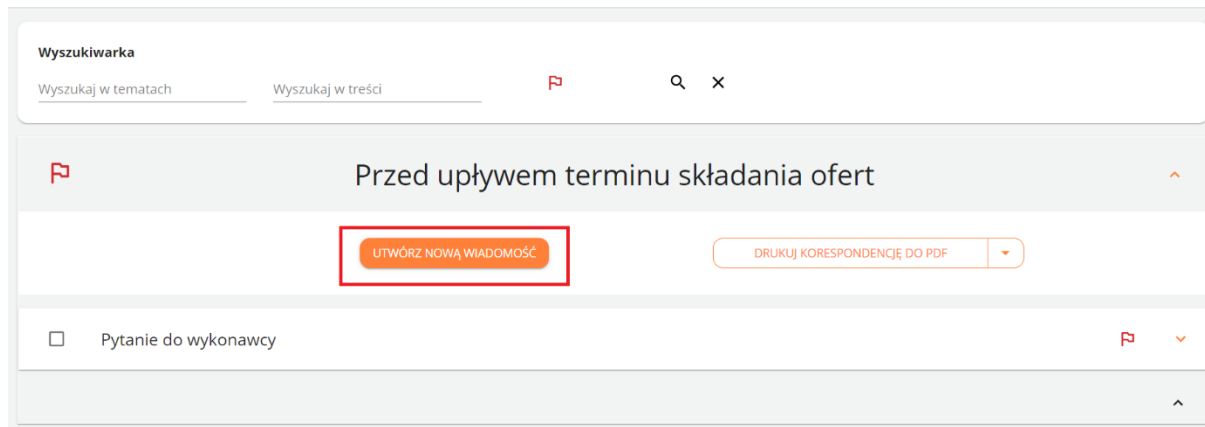 Wyszukiwarka
Wyszukaj w tematach Wyszukaj w treści
Przed upływem terminu składania ofert
UTWÓRZ NOWĄ WIADOMOŚĆ DRUKUJ KORESPONDENCJĘ DO PDF
Pytanie do wykonawcy